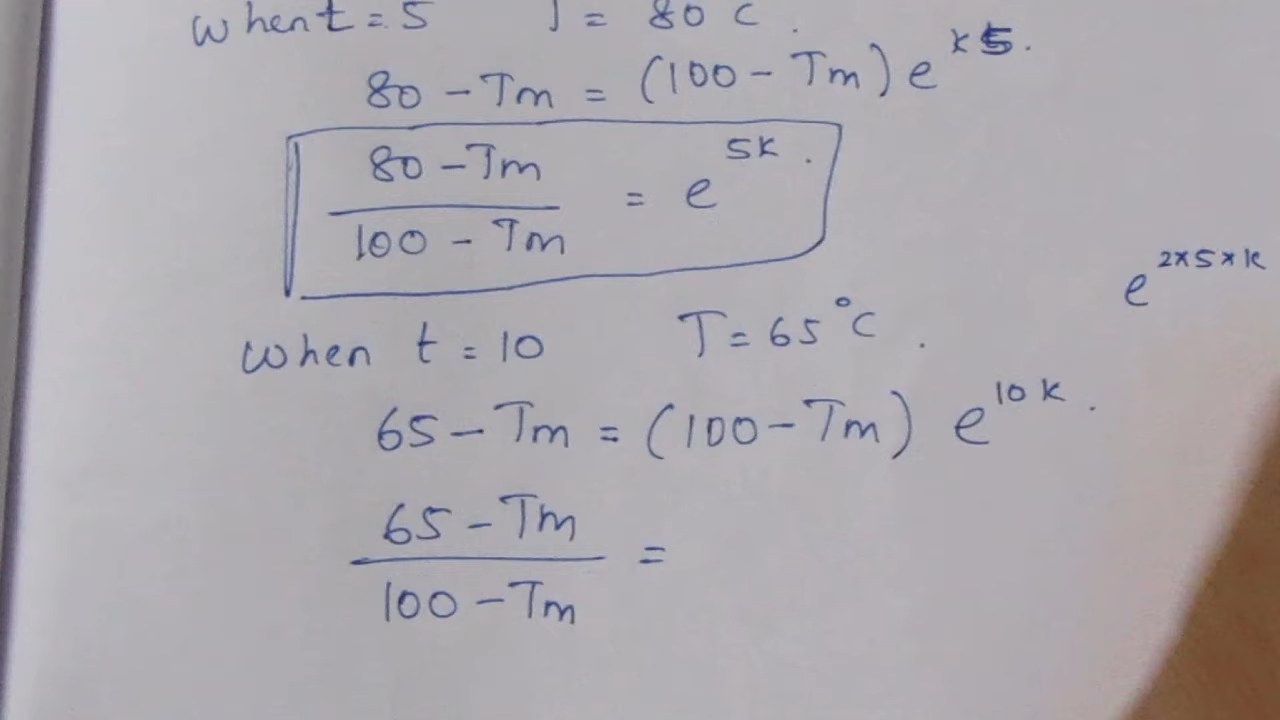 when t = 5 T = 80 c .
80 - Tm = (100 - Tm) e^k5 .
80 - Tm
= e^5k .
100 - Tm
e^2×5×k
when t = 10 T = 65°C .
65 - Tm = (100 - Tm) e^10k .
65 - Tm
=
100 - Tm